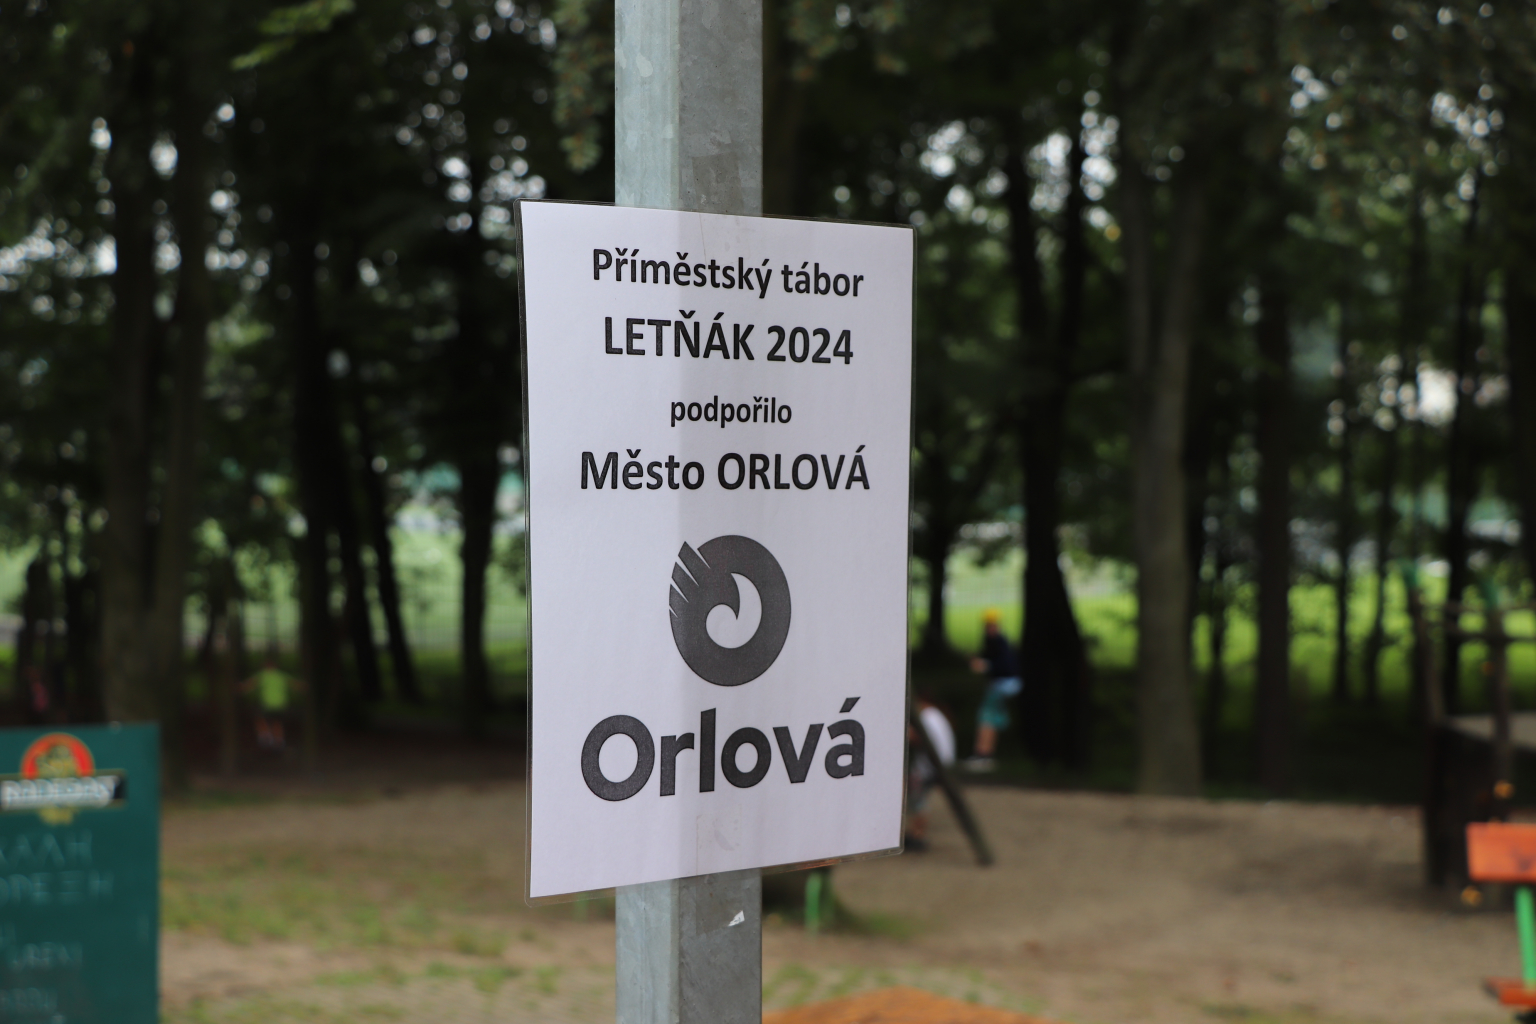 Příměstský tábor
LETŇÁK 2024
podpořilo
Město ORLOVÁ
Orlová